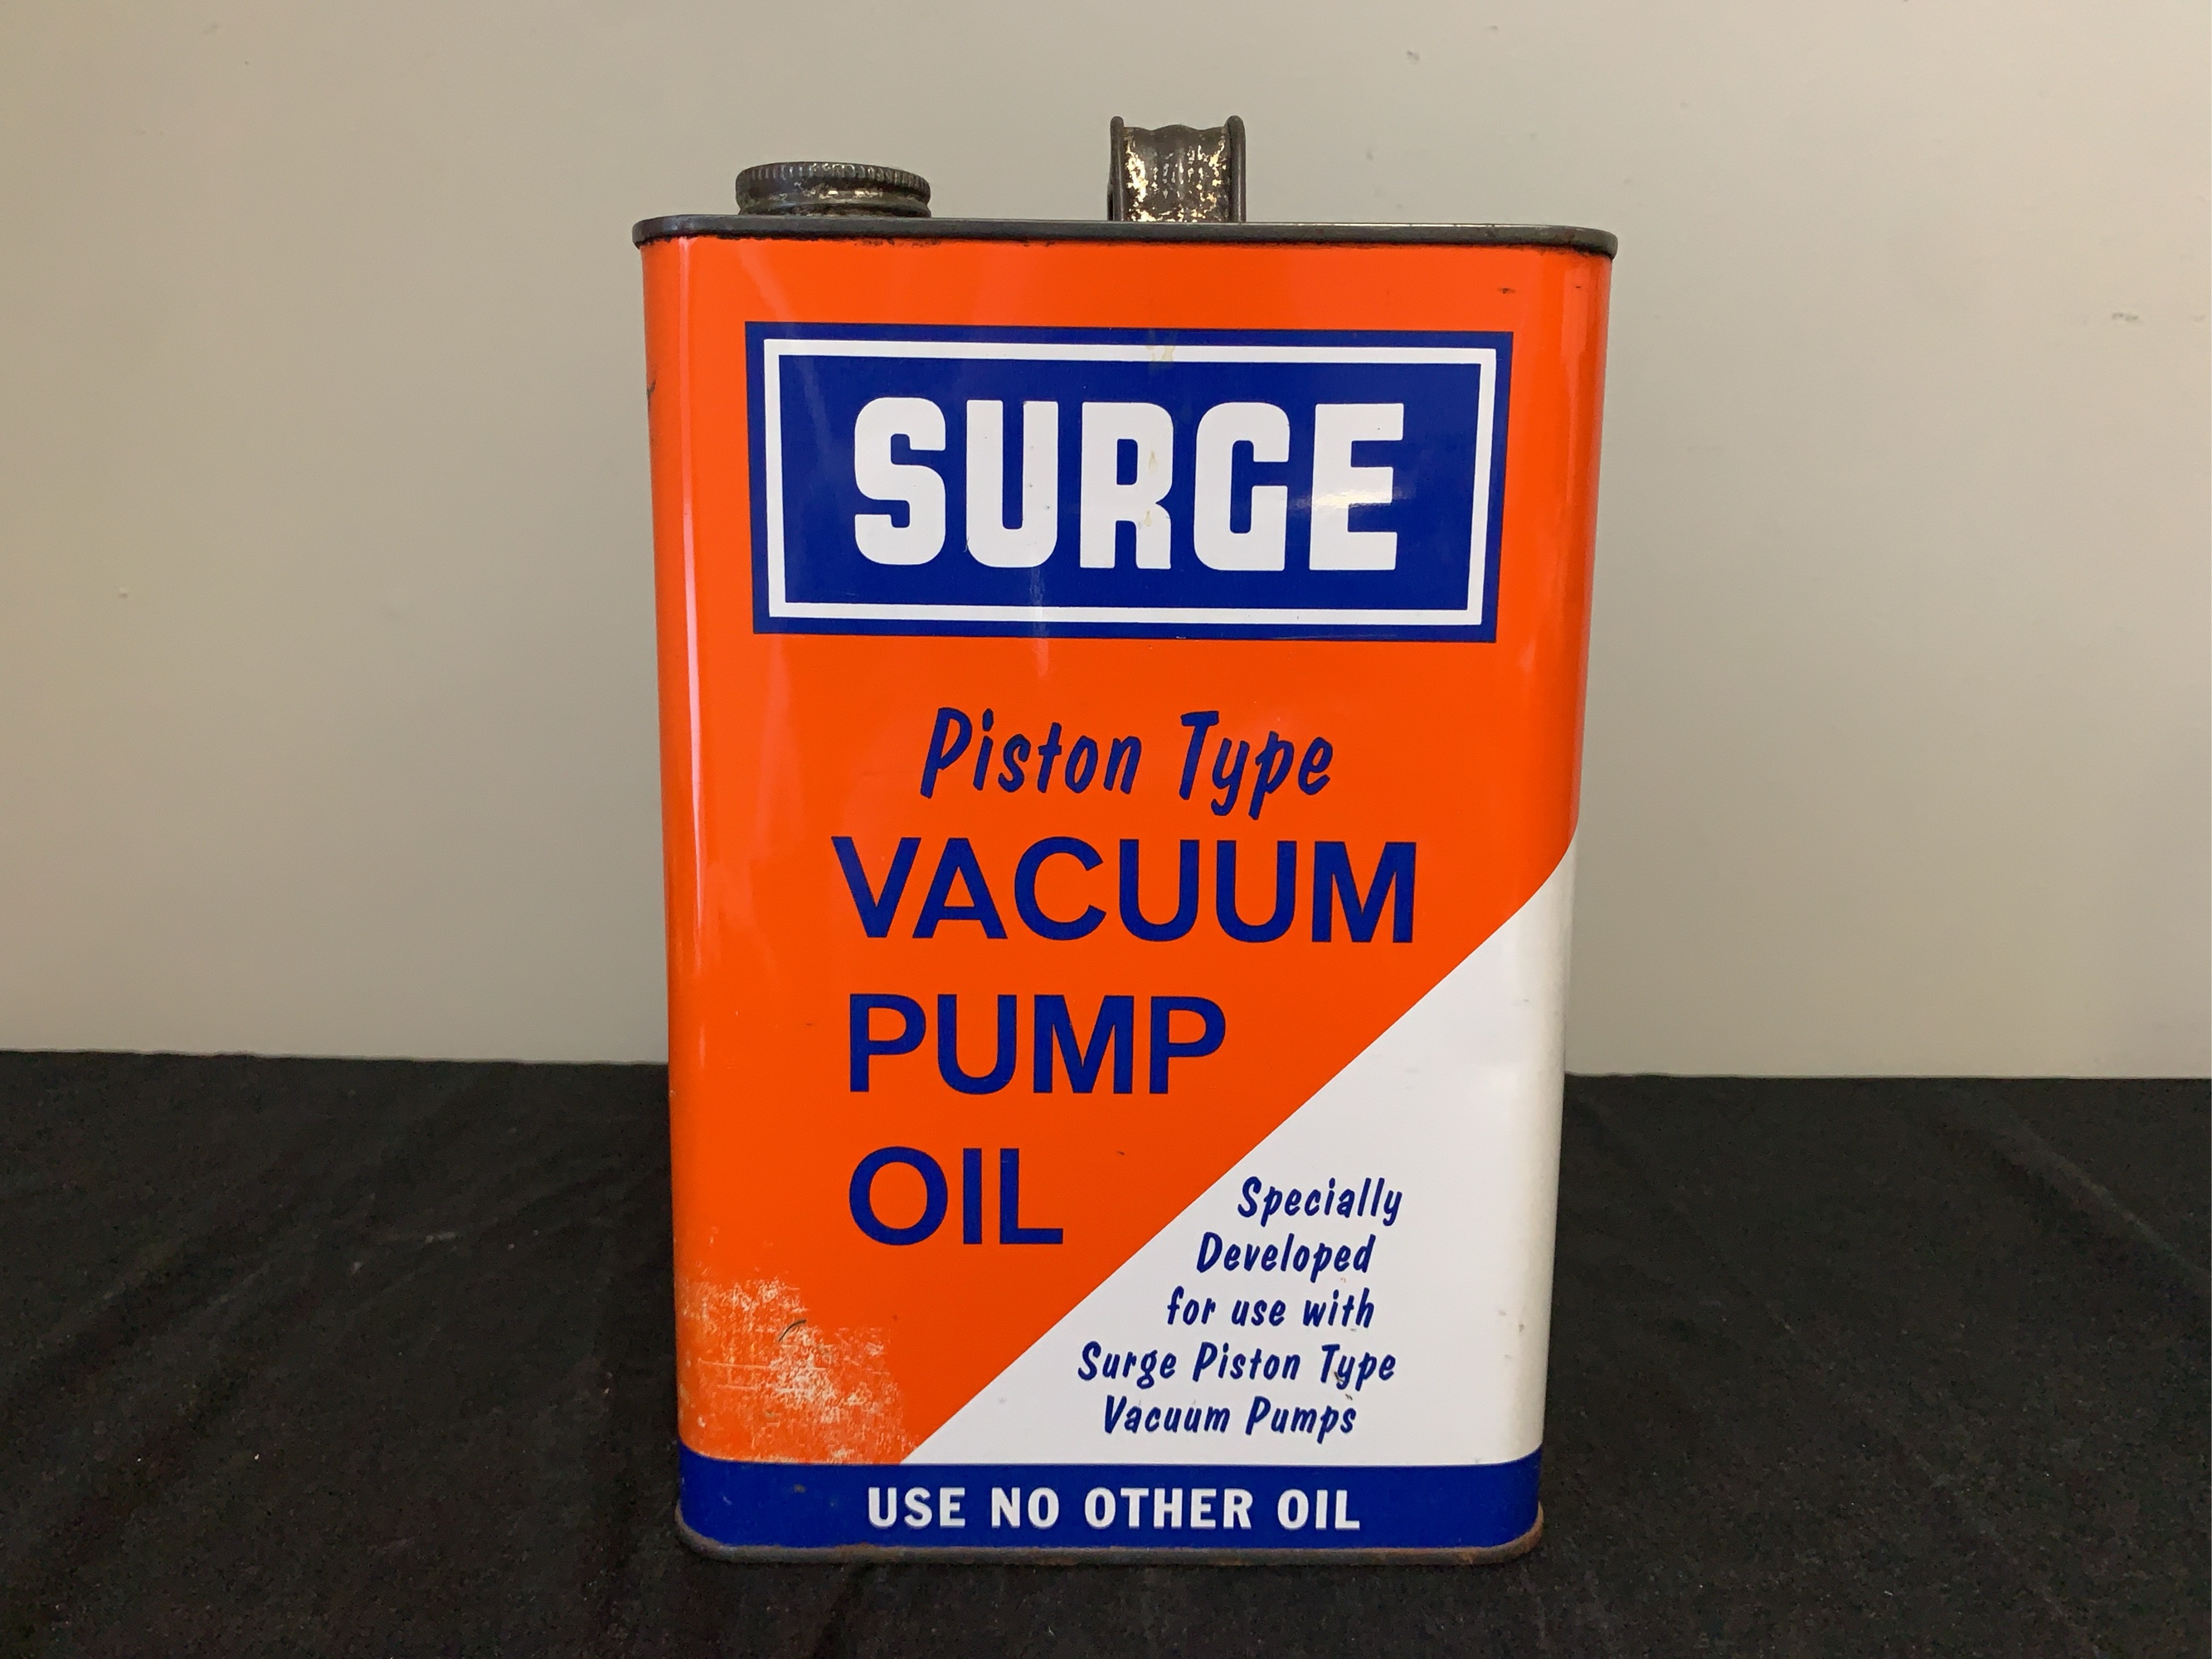 SURGE
Piston Type
VACUUM
PUMP
OIL
Specially
Developed
for use with
Surge Piston Type
Vacuum Pumps
USE NO OTHER OIL